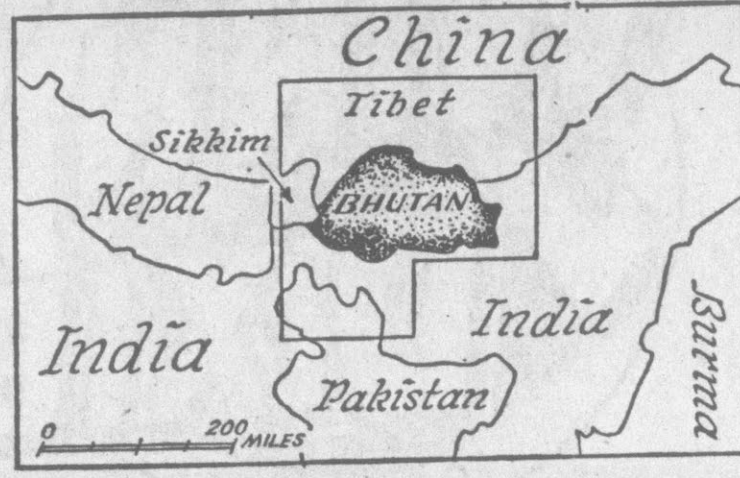 China
Tibet
Sikkim
Nepal
BHUTAN
India
India
Burma
Pakistan
0 200 MILES